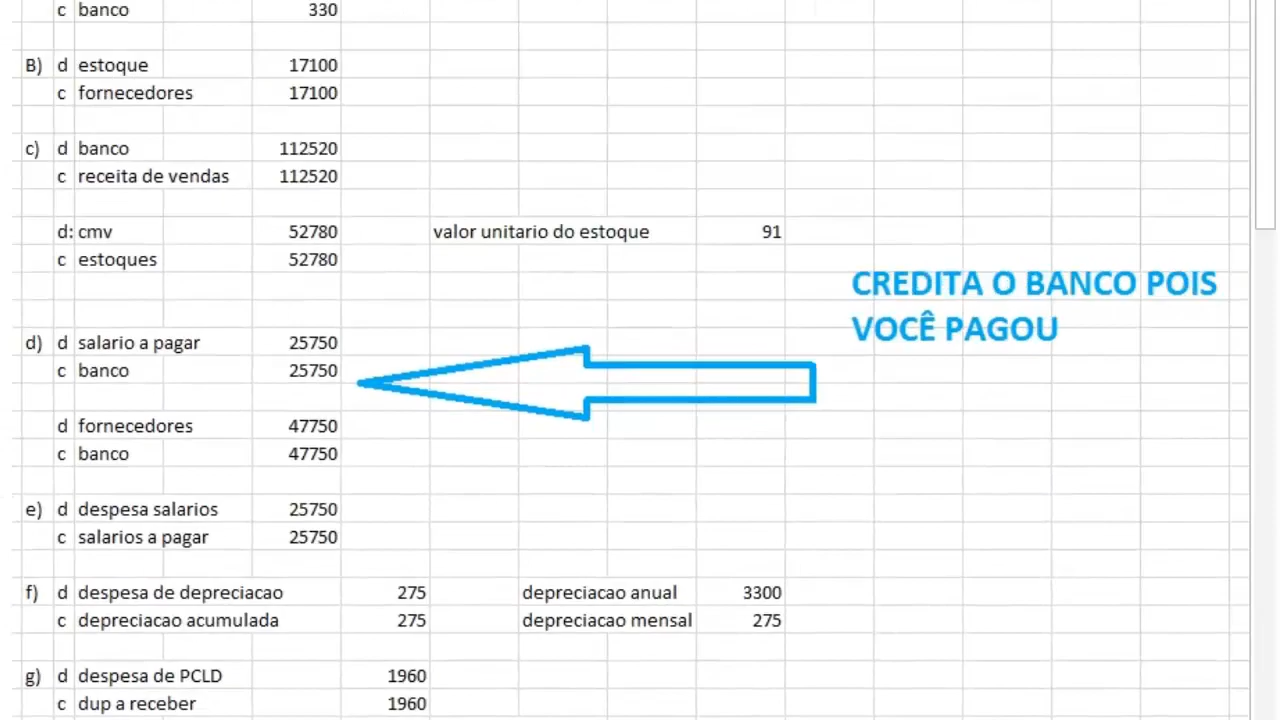 c banco 330
B) d estoque 17100
c fornecedores 17100
c) d banco 112520
c receita de vendas 112520
d: cmv 52780 valor unitario do estoque 91
c estoques 52780
CREDITA O BANCO POIS
VOCÊ PAGOU
d) d salario a pagar 25750
c banco 25750
d fornecedores 47750
c banco 47750
e) d despesa salarios 25750
c salarios a pagar 25750
f) d despesa de depreciacao 275 depreciacao anual 3300
c depreciacao acumulada 275 depreciacao mensal 275
g) d despesa de PCLD 1960
c dup a receber 1960